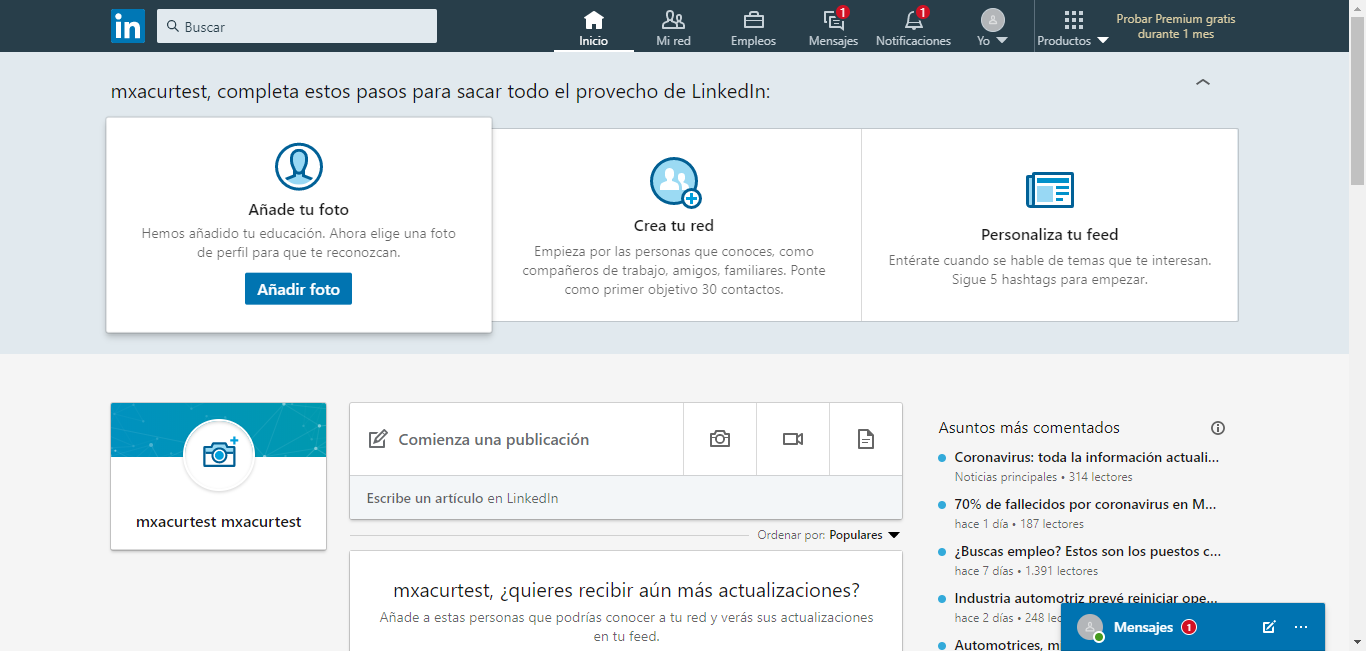 in
Buscar
Inicio
Mi red
Empleos
1
Mensajes
1
Notificaciones
Yo
Productos
Probar Premium gratis
durante 1 mes
mxacurtest, completa estos pasos para sacar todo el provecho de LinkedIn:
Añade tu foto
Hemos añadido tu educación. Ahora elige una foto
de perfil para que te reconozcan.
Añadir foto
Crea tu red
Empieza por las personas que conoces, como
compañeros de trabajo, amigos, familiares. Ponte
como primer objetivo 30 contactos.
Personaliza tu feed
Entérate cuando se hable de temas que te interesan.
Sigue 5 hashtags para empezar.
mxacurtest mxacurtest
Comienza una publicación
Escribe un artículo en LinkedIn
Ordenar por: Populares
mxacurtest, ¿quieres recibir aún más actualizaciones?
Añade a estas personas que podrías conocer a tu red y verás sus actualizaciones
en tu feed.
Asuntos más comentados
Coronavirus: toda la información actuali...
Noticias principales • 314 lectores
70% de fallecidos por coronavirus en M...
hace 1 día • 187 lectores
¿Buscas empleo? Estos son los puestos c...
hace 7 días • 1.391 lectores
Industria automotriz prevé reiniciar ope...
hace 2 días • 248
Automotrices,
Mensajes 1